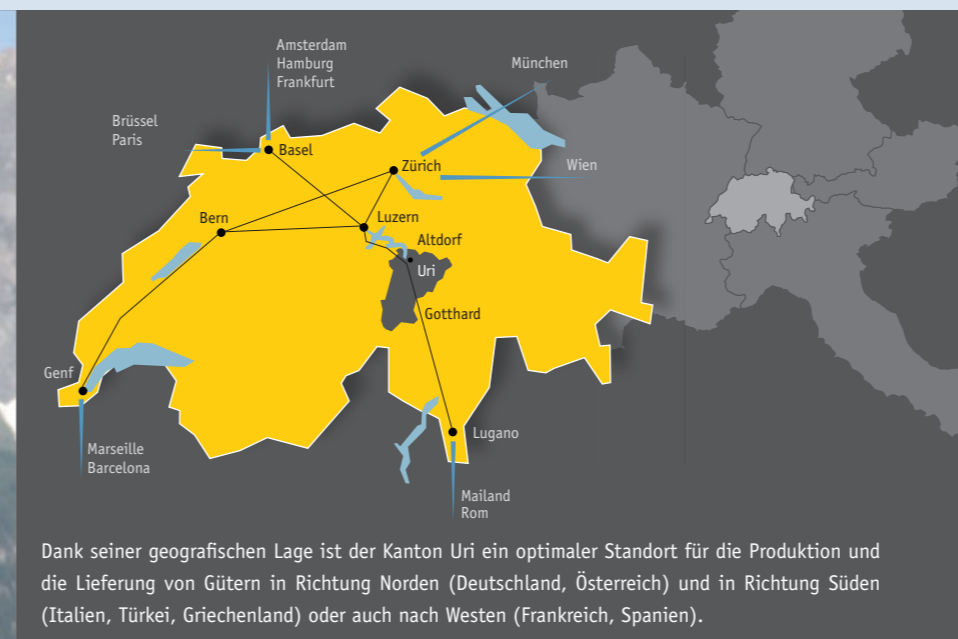 Amsterdam
Hamburg
Frankfurt
München
Brüssel
Paris
Basel
Zürich
Wien
Bern
Luzern
Altdorf
Uri
Gotthard
Genf
Lugano
Marseille
Barcelona
Mailand
Rom
Dank seiner geografischen Lage ist der Kanton Uri ein optimaler Standort für die Produktion und
die Lieferung von Gütern in Richtung Norden (Deutschland, Österreich) und in Richtung Süden
(Italien, Türkei, Griechenland) oder auch nach Westen (Frankreich, Spanien).